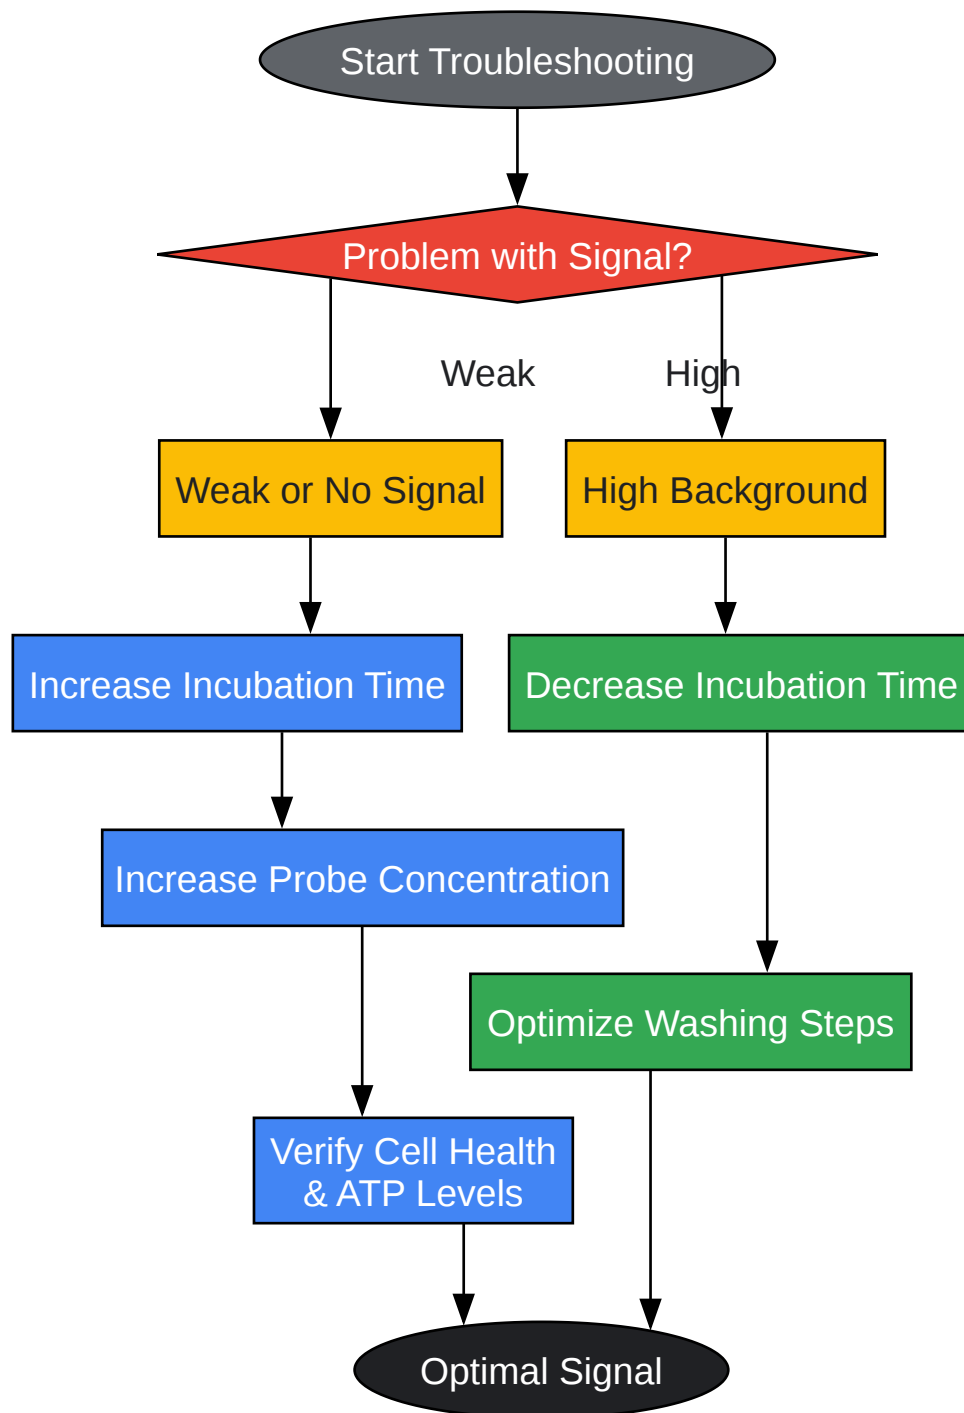 Start Troubleshooting
Problem with Signal?
Weak
High
Weak or No Signal
High Background
Increase Incubation Time
Decrease Incubation Time
Increase Probe Concentration
Optimize Washing Steps
Verify Cell Health
& ATP Levels
Optimal Signal